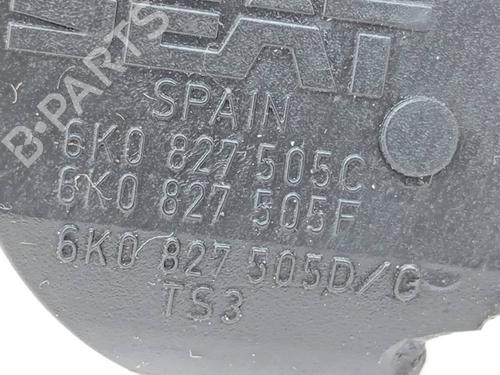 SEAT
SPAIN
6K0 827 505C
6K0 827 505F
6K0 827 505D/G
TS3
B-PARTS